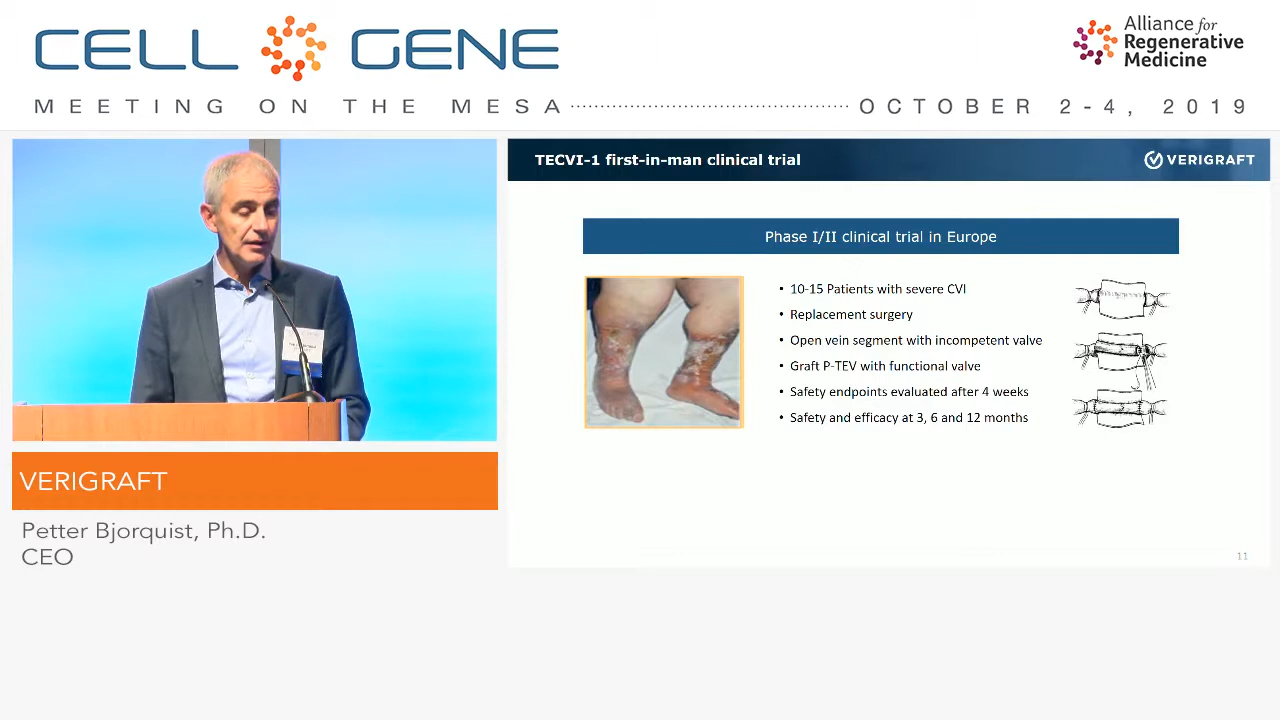 CELL GENE
Alliance for
Regenerative
Medicine
MEETING ON THE MESA
OCTOBER 2-4, 2019
TECVI-1 first-in-man clinical trial
VERIGRAFT
Phase I/II clinical trial in Europe
• 10-15 Patients with severe CVI
• Replacement surgery
• Open vein segment with incompetent valve
• Graft P-TEV with functional valve
• Safety endpoints evaluated after 4 weeks
• Safety and efficacy at 3, 6 and 12 months
11
VERIGRAFT
Petter Bjorquist, Ph.D.
CEO